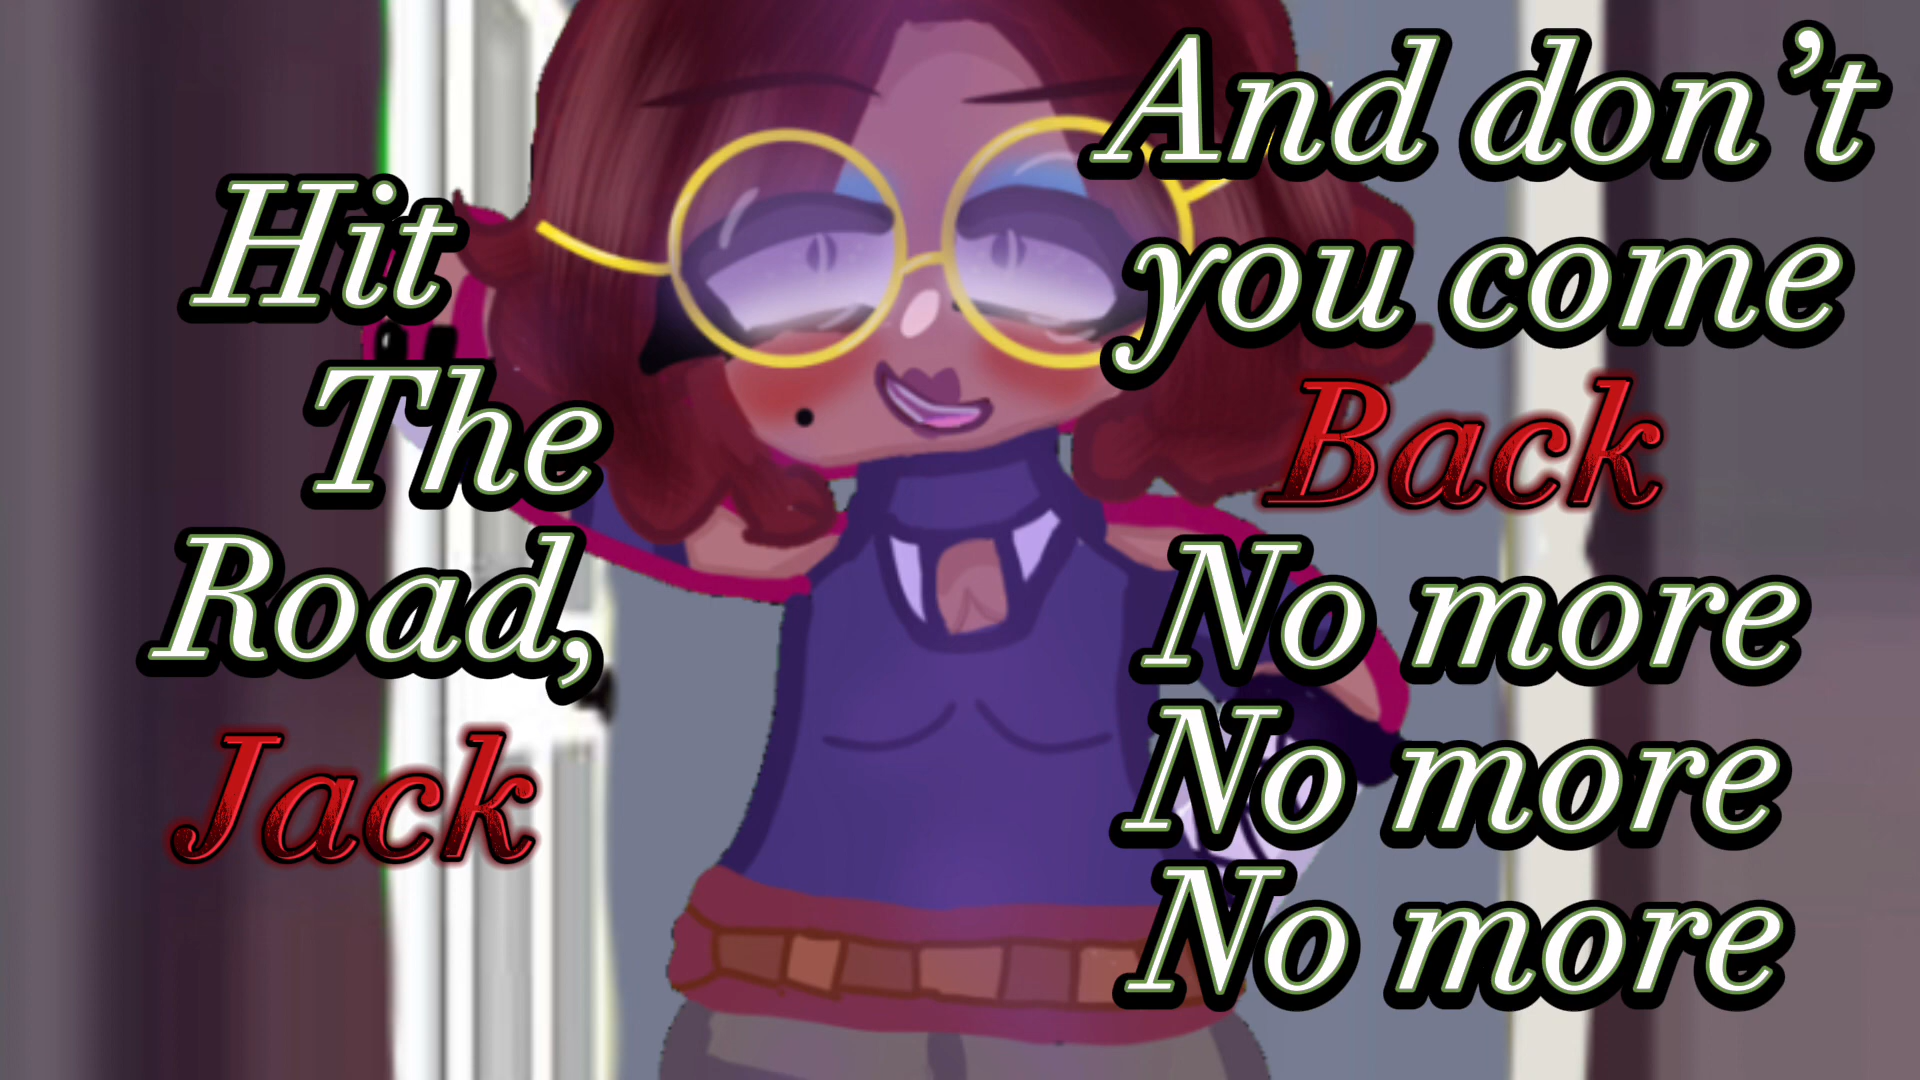 Hit
The
Road,
Jack
And don’t
you come
Back
No more
No more
No more